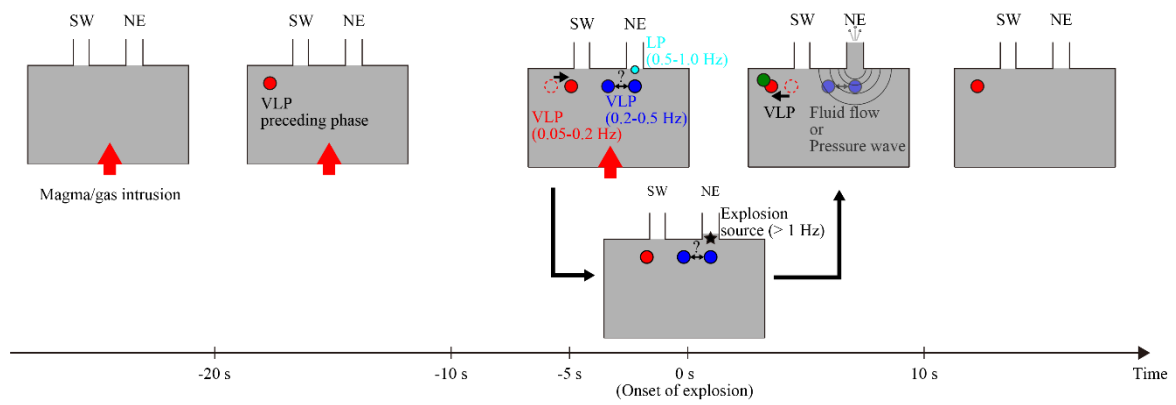 SW NE
Magma/gas intrusion
SW NE
VLP
preceding phase
SW NE
LP
(0.5-1.0 Hz)
?
VLP
(0.05-0.2 Hz)
VLP
(0.2-0.5 Hz)
SW NE
Explosion
source (> 1 Hz)
?
SW NE
VLP
Fluid flow
or
Pressure wave
SW NE
-20 s -10 s -5 s 0 s 10 s Time
(Onset of explosion)